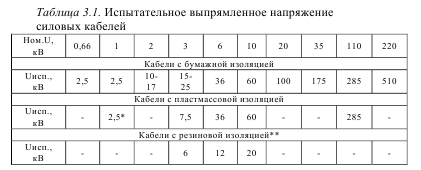 Таблица 3.1. Испытательное выпрямленное напряжение
силовых кабелей
Ном.U, кВ 0,66 1 2 3 6 10 20 35 110 220
Кабели с бумажной изоляцией
Uисп., кВ 2,5 2,5 10-17 15-25 36 60 100 175 285 510
Кабели с пластмассовой изоляцией
Uисп., кВ - 2,5* - 7,5 36 60 - - 285 -
Кабели с резиновой изоляцией**
Uисп., кВ - - - 6 12 20 - - - -